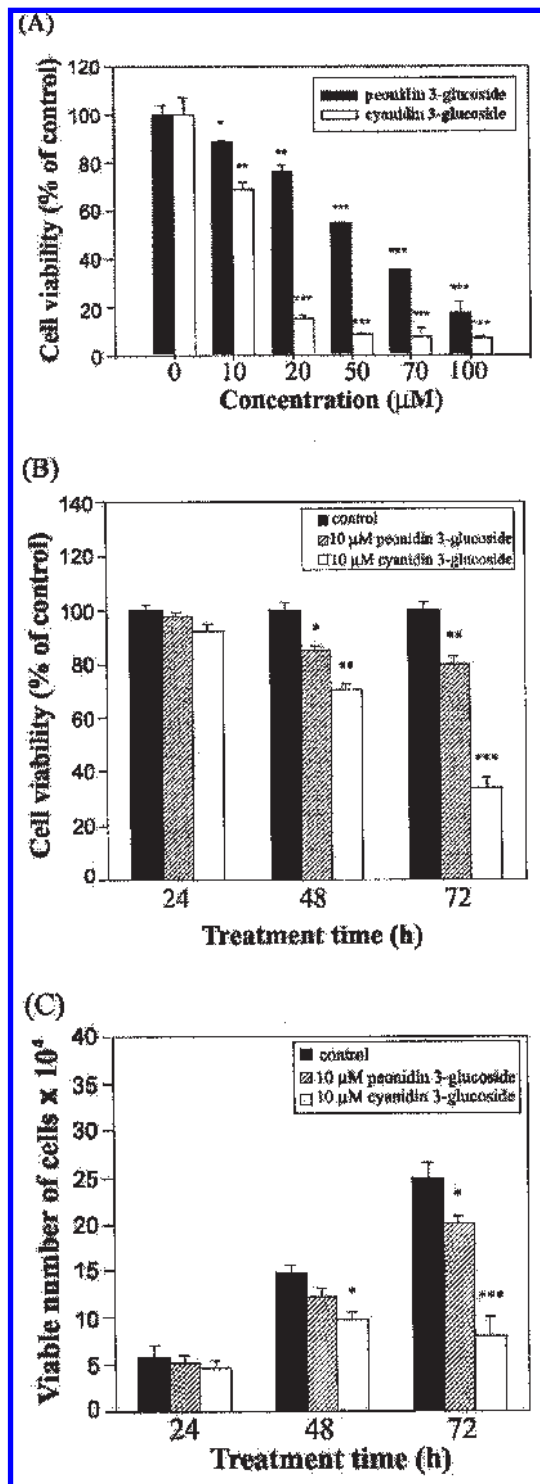 (A)
120
100
80
60
40
20
0
Cell viability (% of control)
peonidin 3-glucoside
cyanidin 3-glucoside
* ** ** *** *** *** *** *** *** ***
0 10 20 50 70 100
Concentration (μM)
(B)
140
120
100
80
60
40
20
0
Cell viability (% of control)
control
10 μM peonidin 3-glucoside
10 μM cyanidin 3-glucoside
* ** ** ***
24 48 72
Treatment time (h)
(C)
40
35
30
25
20
15
10
5
0
Viable number of cells x 10⁴
control
10 μM peonidin 3-glucoside
10 μM cyanidin 3-glucoside
* * ***
24 48 72
Treatment time (h)